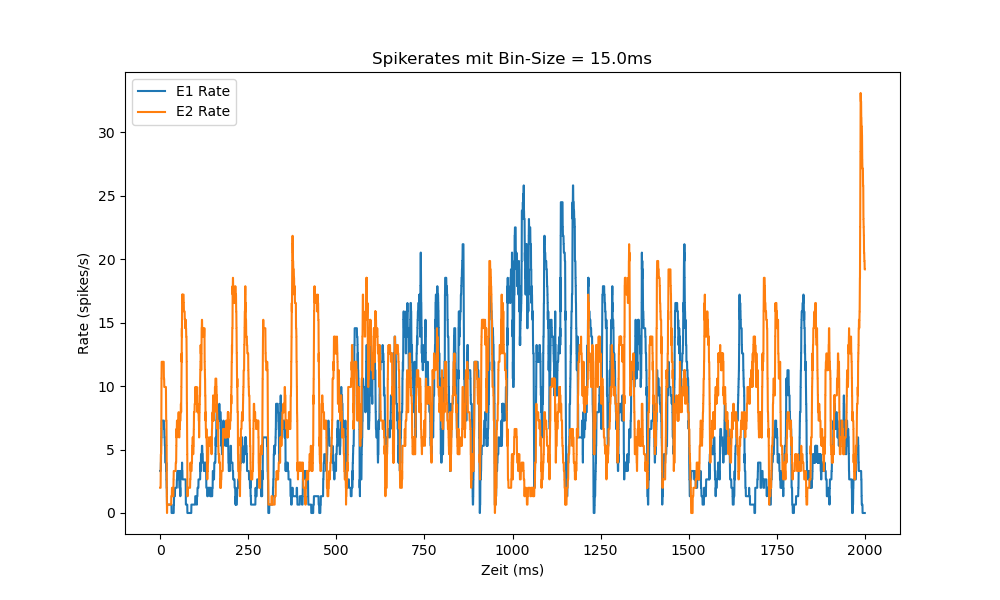 Spikerates mit Bin-Size = 15.0ms
E1 Rate
E2 Rate
Rate (spikes/s)
30
25
20
15
10
5
0
0 250 500 750 1000 1250 1500 1750 2000
Zeit (ms)